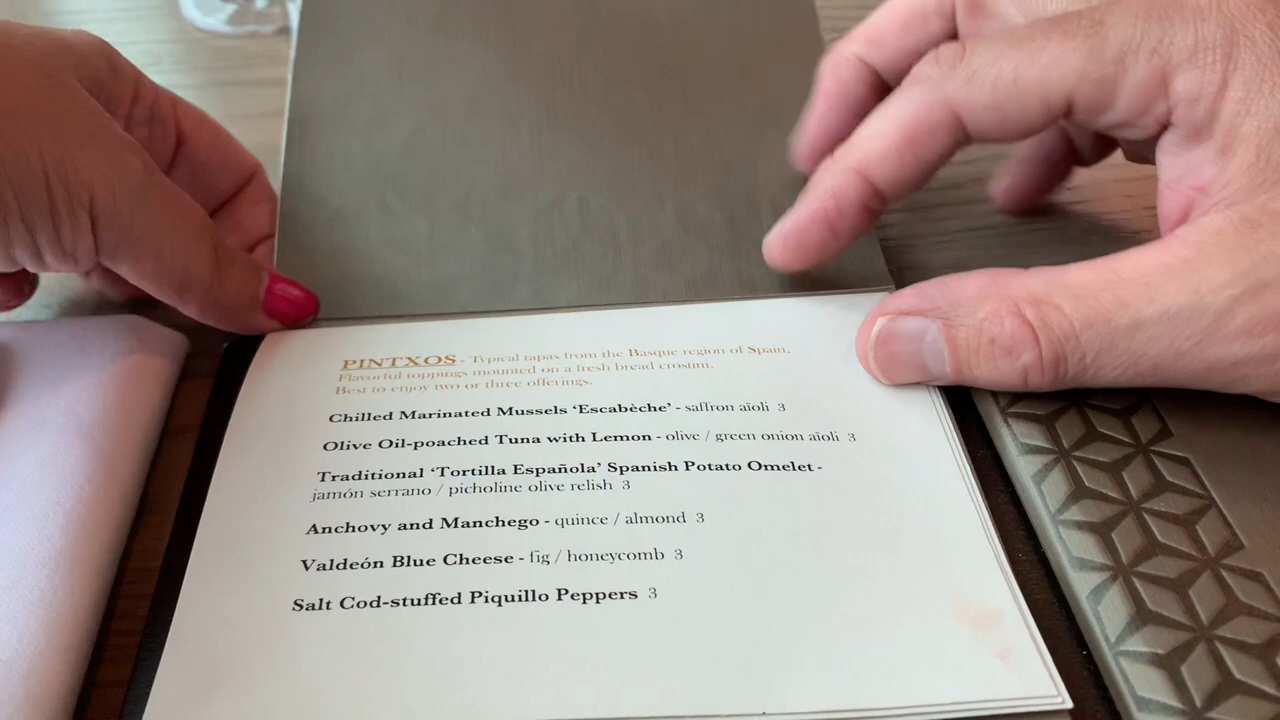 PINTXOS - Typical tapas from the Basque region of Spain.
Flavorful toppings mounted on a fresh bread crostini.
Best to enjoy two or three offerings.
Chilled Marinated Mussels ‘Escabèche’ - saffron aïoli 3
Olive Oil-poached Tuna with Lemon - olive / green onion aïoli 3
Traditional ‘Tortilla Española’ Spanish Potato Omelet -
jamón serrano / picholine olive relish 3
Anchovy and Manchego - quince / almond 3
Valdeón Blue Cheese - fig / honeycomb 3
Salt Cod-stuffed Piquillo Peppers 3